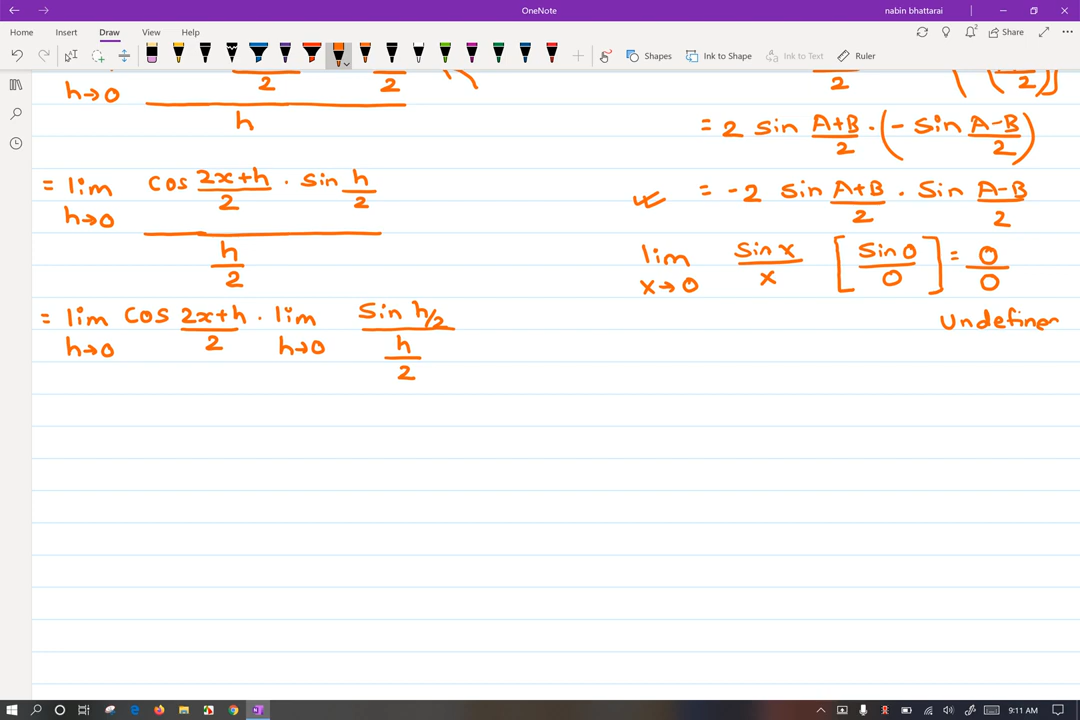 OneNote
nabin bhattarai
Home Insert Draw View Help
Share
Shapes Ink to Shape Ink to Text Ruler
h→0 2 2
h
2 2
= 2 sin A+B/2 · (- sin A-B/2)
= lim h→0 cos 2x+h/2 · sin h/2
h/2
= -2 sin A+B/2 · sin A-B/2
lim x→0 sin x/x [sin 0/0] = 0/0
undefiner
= lim h→0 cos 2x+h/2 · lim h→0 sin h/2
h/2
9:11 AM